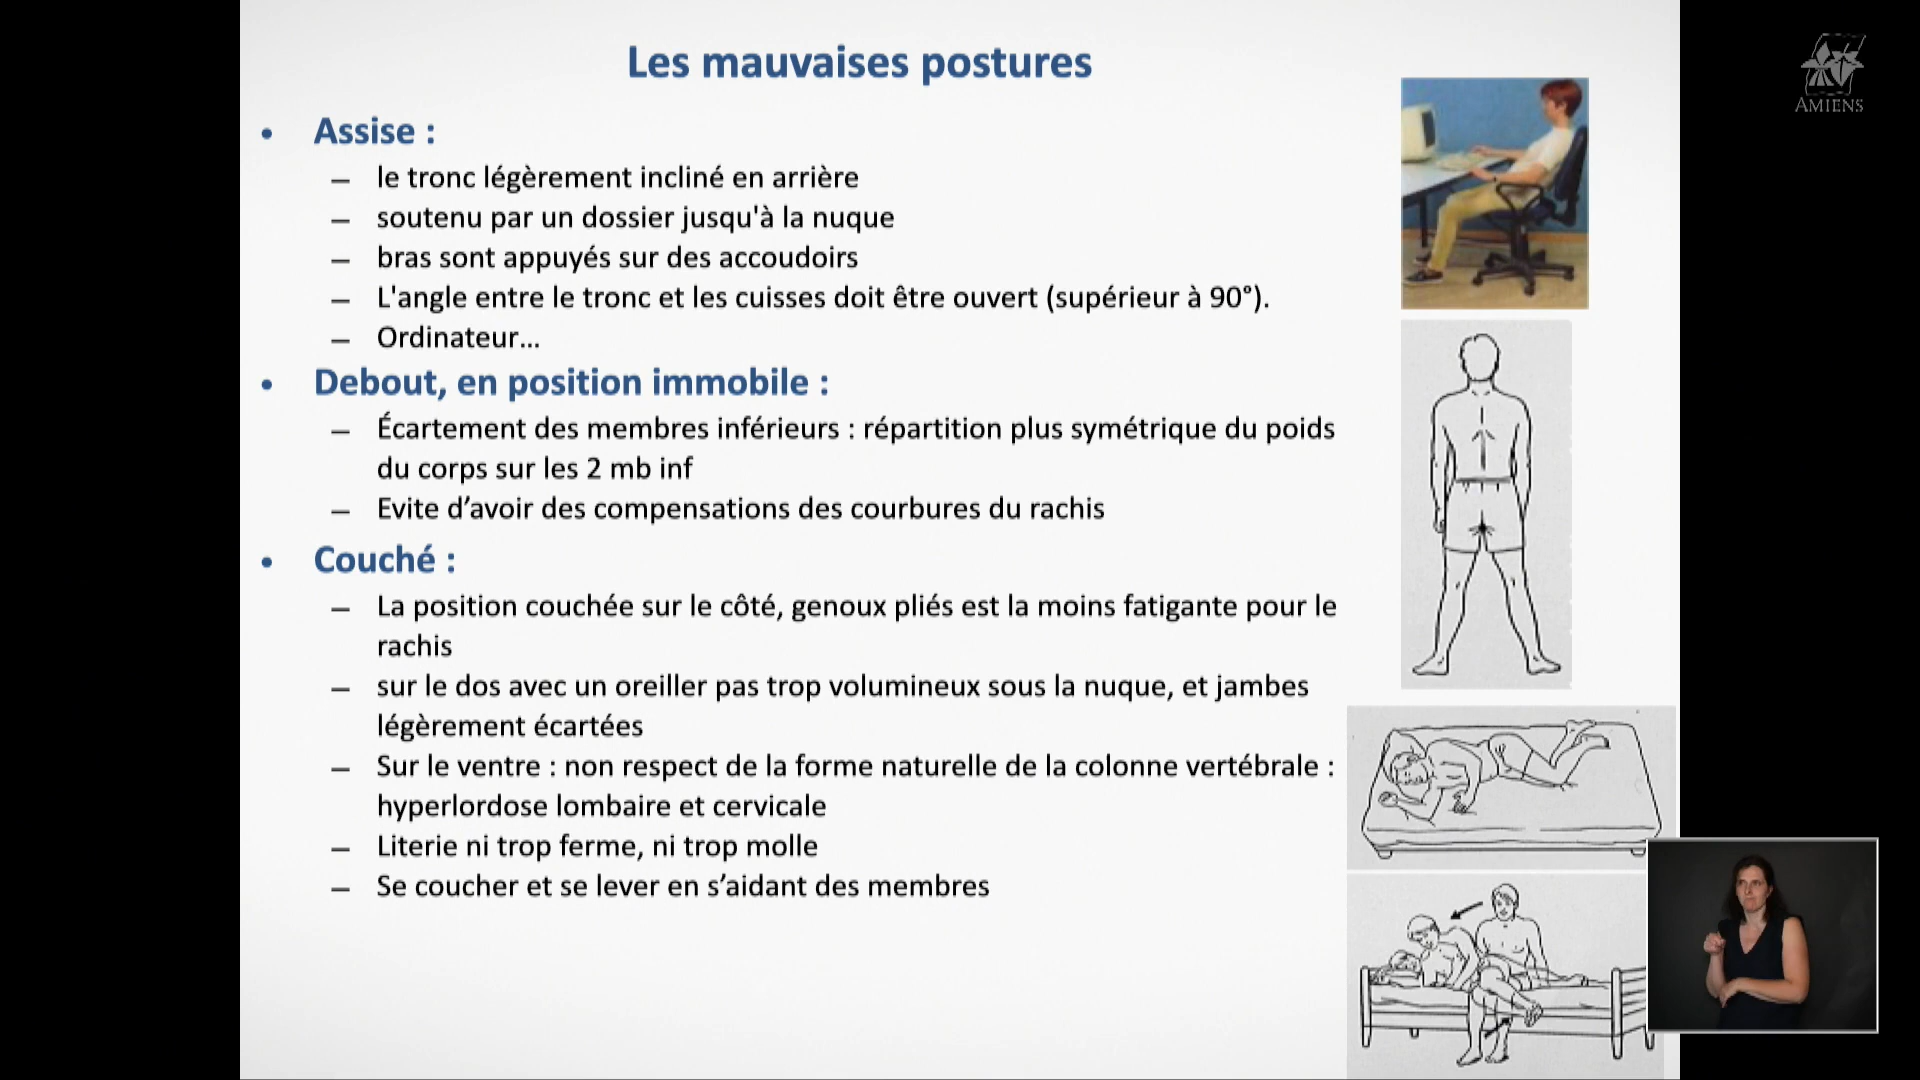 Les mauvaises postures
AMIENS
• Assise :
– le tronc légèrement incliné en arrière
– soutenu par un dossier jusqu'à la nuque
– bras sont appuyés sur des accoudoirs
– L'angle entre le tronc et les cuisses doit être ouvert (supérieur à 90°).
– Ordinateur...
• Debout, en position immobile :
– Écartement des membres inférieurs : répartition plus symétrique du poids
du corps sur les 2 mb inf
– Evite d’avoir des compensations des courbures du rachis
• Couché :
– La position couchée sur le côté, genoux pliés est la moins fatigante pour le
rachis
– sur le dos avec un oreiller pas trop volumineux sous la nuque, et jambes
légèrement écartées
– Sur le ventre : non respect de la forme naturelle de la colonne vertébrale :
hyperlordose lombaire et cervicale
– Literie ni trop ferme, ni trop molle
– Se coucher et se lever en s’aidant des membres